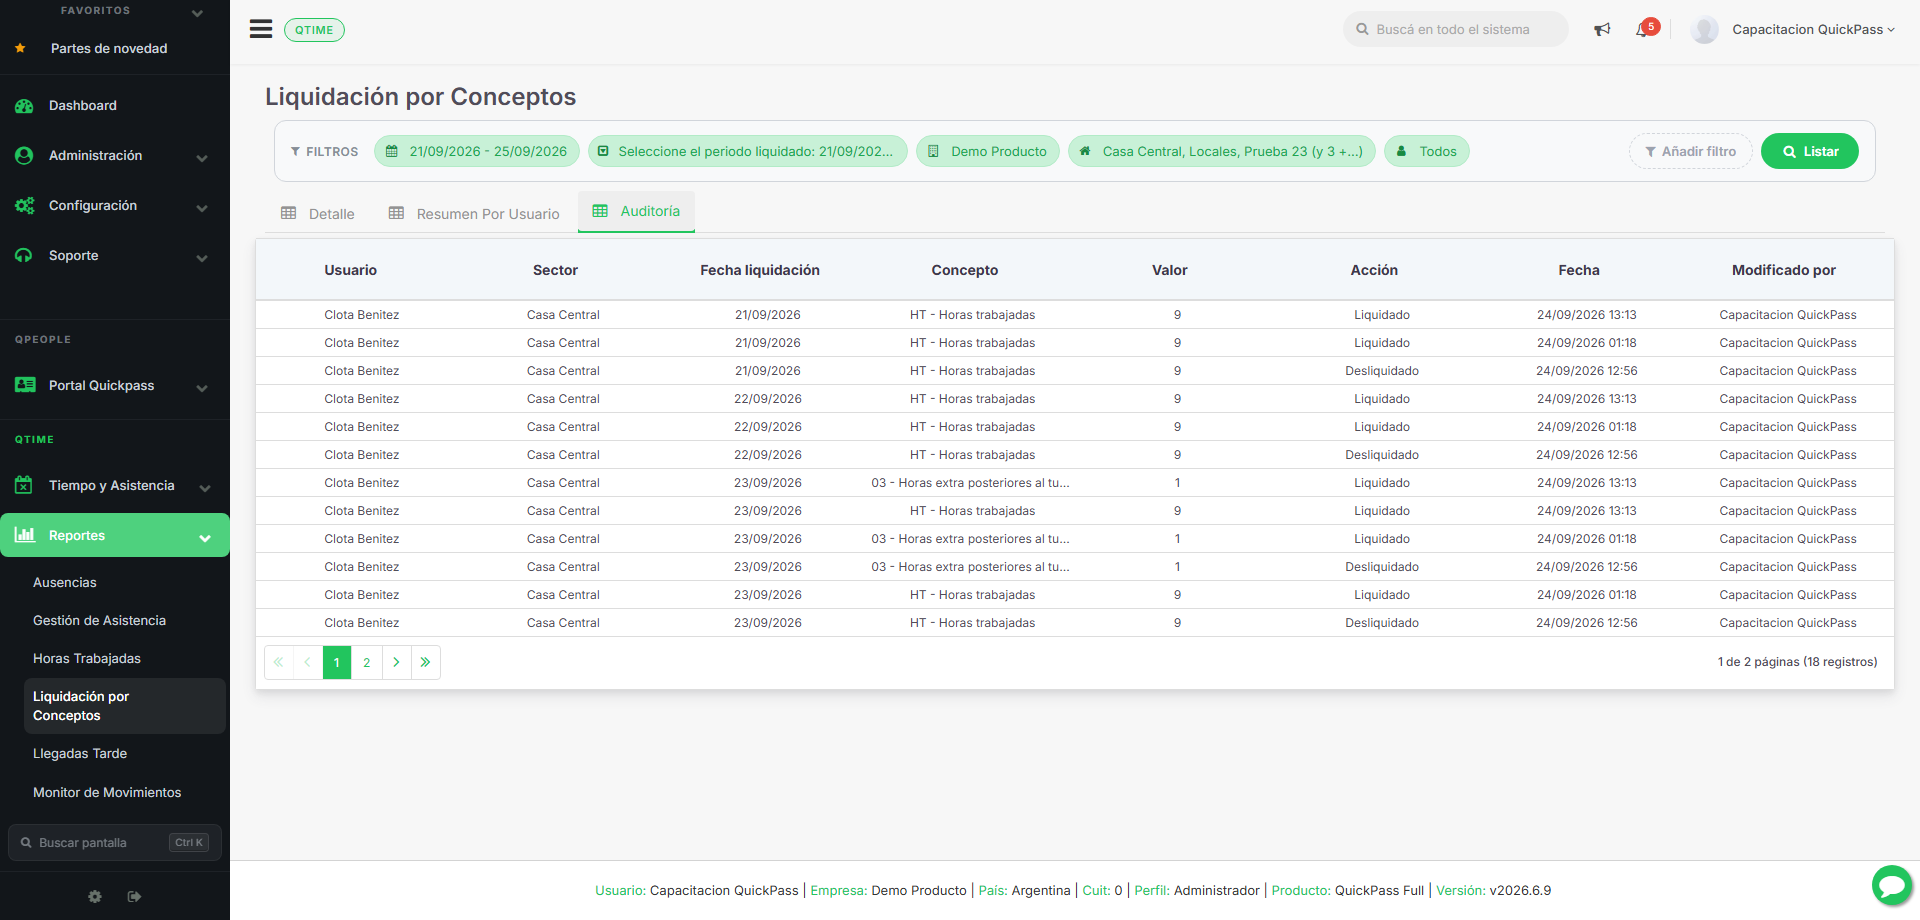 FAVORITOS
Partes de novedad
Dashboard
Administración
Configuración
Soporte
QPEOPLE
Portal Quickpass
QTIME
Tiempo y Asistencia
Reportes
Ausencias
Gestión de Asistencia
Horas Trabajadas
Liquidación por
Conceptos
Llegadas Tarde
Monitor de Movimientos
Buscar pantalla Ctrl K
QTIME
Buscá en todo el sistema
5
Capacitacion QuickPass
Liquidación por Conceptos
FILTROS 21/09/2026 - 25/09/2026 Seleccione el periodo liquidado: 21/09/202... Demo Producto Casa Central, Locales, Prueba 23 (y 3 +...) Todos Añadir filtro Listar
Detalle Resumen Por Usuario Auditoría
Usuario Sector Fecha liquidación Concepto Valor Acción Fecha Modificado por
Clota Benitez Casa Central 21/09/2026 HT - Horas trabajadas 9 Liquidado 24/09/2026 13:13 Capacitacion QuickPass
Clota Benitez Casa Central 21/09/2026 HT - Horas trabajadas 9 Liquidado 24/09/2026 01:18 Capacitacion QuickPass
Clota Benitez Casa Central 21/09/2026 HT - Horas trabajadas 9 Desliquidado 24/09/2026 12:56 Capacitacion QuickPass
Clota Benitez Casa Central 22/09/2026 HT - Horas trabajadas 9 Liquidado 24/09/2026 13:13 Capacitacion QuickPass
Clota Benitez Casa Central 22/09/2026 HT - Horas trabajadas 9 Liquidado 24/09/2026 01:18 Capacitacion QuickPass
Clota Benitez Casa Central 22/09/2026 HT - Horas trabajadas 9 Desliquidado 24/09/2026 12:56 Capacitacion QuickPass
Clota Benitez Casa Central 23/09/2026 03 - Horas extra posteriores al tu... 1 Liquidado 24/09/2026 13:13 Capacitacion QuickPass
Clota Benitez Casa Central 23/09/2026 HT - Horas trabajadas 9 Liquidado 24/09/2026 13:13 Capacitacion QuickPass
Clota Benitez Casa Central 23/09/2026 03 - Horas extra posteriores al tu... 1 Liquidado 24/09/2026 01:18 Capacitacion QuickPass
Clota Benitez Casa Central 23/09/2026 03 - Horas extra posteriores al tu... 1 Desliquidado 24/09/2026 12:56 Capacitacion QuickPass
Clota Benitez Casa Central 23/09/2026 HT - Horas trabajadas 9 Liquidado 24/09/2026 01:18 Capacitacion QuickPass
Clota Benitez Casa Central 23/09/2026 HT - Horas trabajadas 9 Desliquidado 24/09/2026 12:56 Capacitacion QuickPass
« ‹ 1 2 › » 1 de 2 páginas (18 registros)
Usuario: Capacitacion QuickPass | Empresa: Demo Producto | País: Argentina | Cuit: 0 | Perfil: Administrador | Producto: QuickPass Full | Versión: v2026.6.9